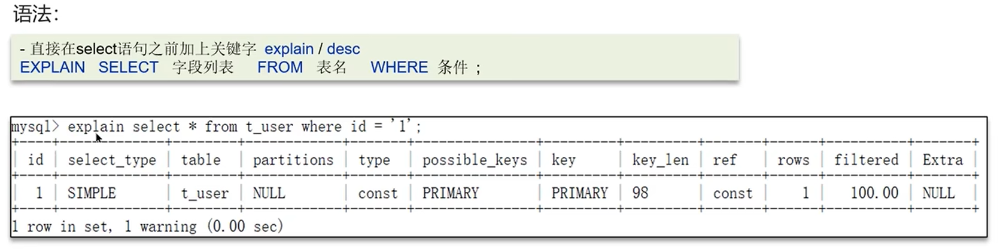 语法：
- 直接在select语句之前加上关键字 explain / desc
EXPLAIN SELECT 字段列表 FROM 表名 WHERE 条件 ;
mysql> explain select * from t_user where id = '1';
+----+-------------+--------+------------+-------+---------------+---------+---------+-------+------+----------+-------+
| id | select_type | table | partitions | type | possible_keys | key | key_len | ref | rows | filtered | Extra |
+----+-------------+--------+------------+-------+---------------+---------+---------+-------+------+----------+-------+
| 1 | SIMPLE | t_user | NULL | const | PRIMARY | PRIMARY | 98 | const | 1 | 100.00 | NULL |
+----+-------------+--------+------------+-------+---------------+---------+---------+-------+------+----------+-------+
1 row in set, 1 warning (0.00 sec)